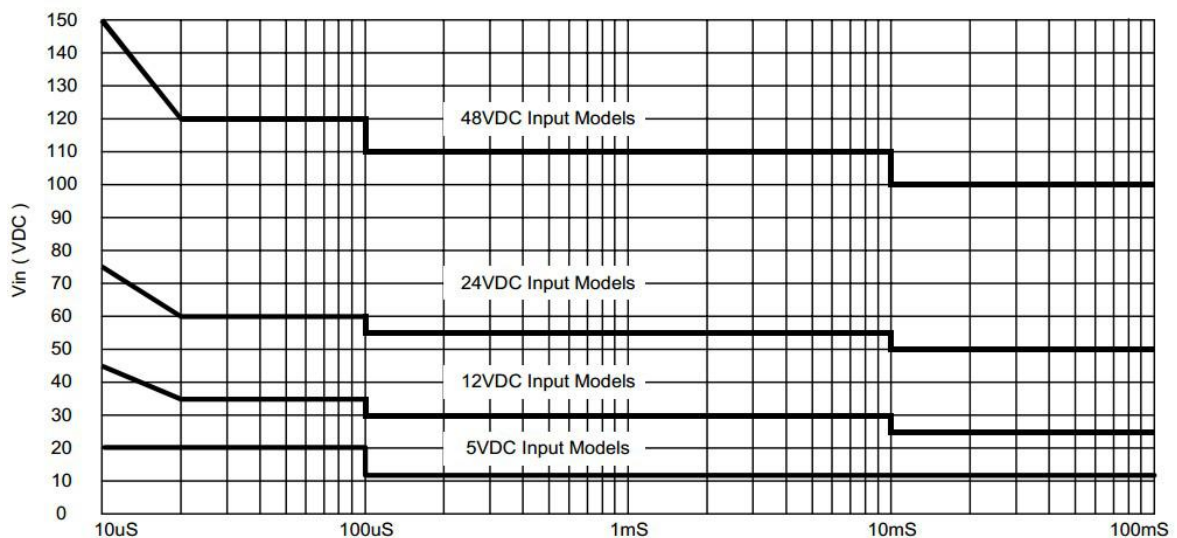 150
140
130
120
110
100
90
80
70
60
50
40
30
20
10
0
Vin ( VDC )
48VDC Input Models
24VDC Input Models
12VDC Input Models
5VDC Input Models
10uS 100uS 1mS 10mS 100mS